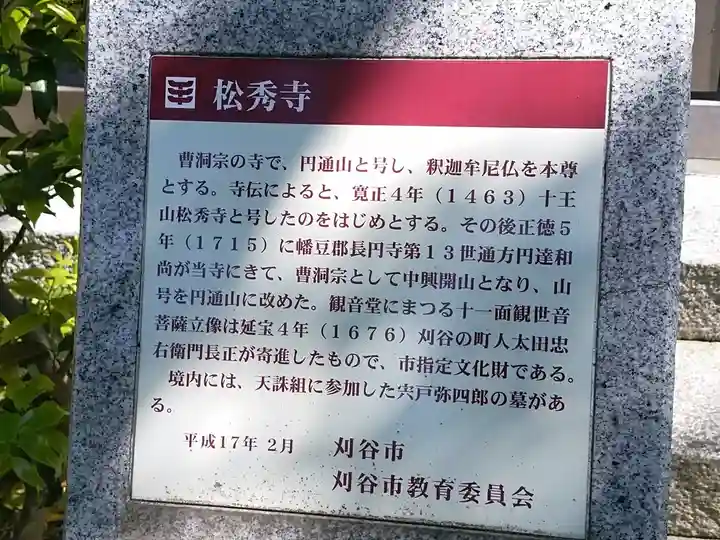 松秀寺
曹洞宗の寺で、円通山と号し、釈迦牟尼仏を本尊
とする。寺伝によると、寛正4年（1463）十王
山松秀寺と号したのをはじめとする。その後正徳5
年（1715）に幡豆郡長円寺第13世通方円達和
尚が当寺にきて、曹洞宗として中興開山となり、山
号を円通山に改めた。観音堂にまつる十一面観世音
菩薩立像は延宝4年（1676）刈谷の町人太田忠
右衛門長正が寄進したもので、市指定文化財である。
境内には、天誅組に参加した宍戸弥四郎の墓があ
る。
平成17年 2月 刈谷市
刈谷市教育委員会